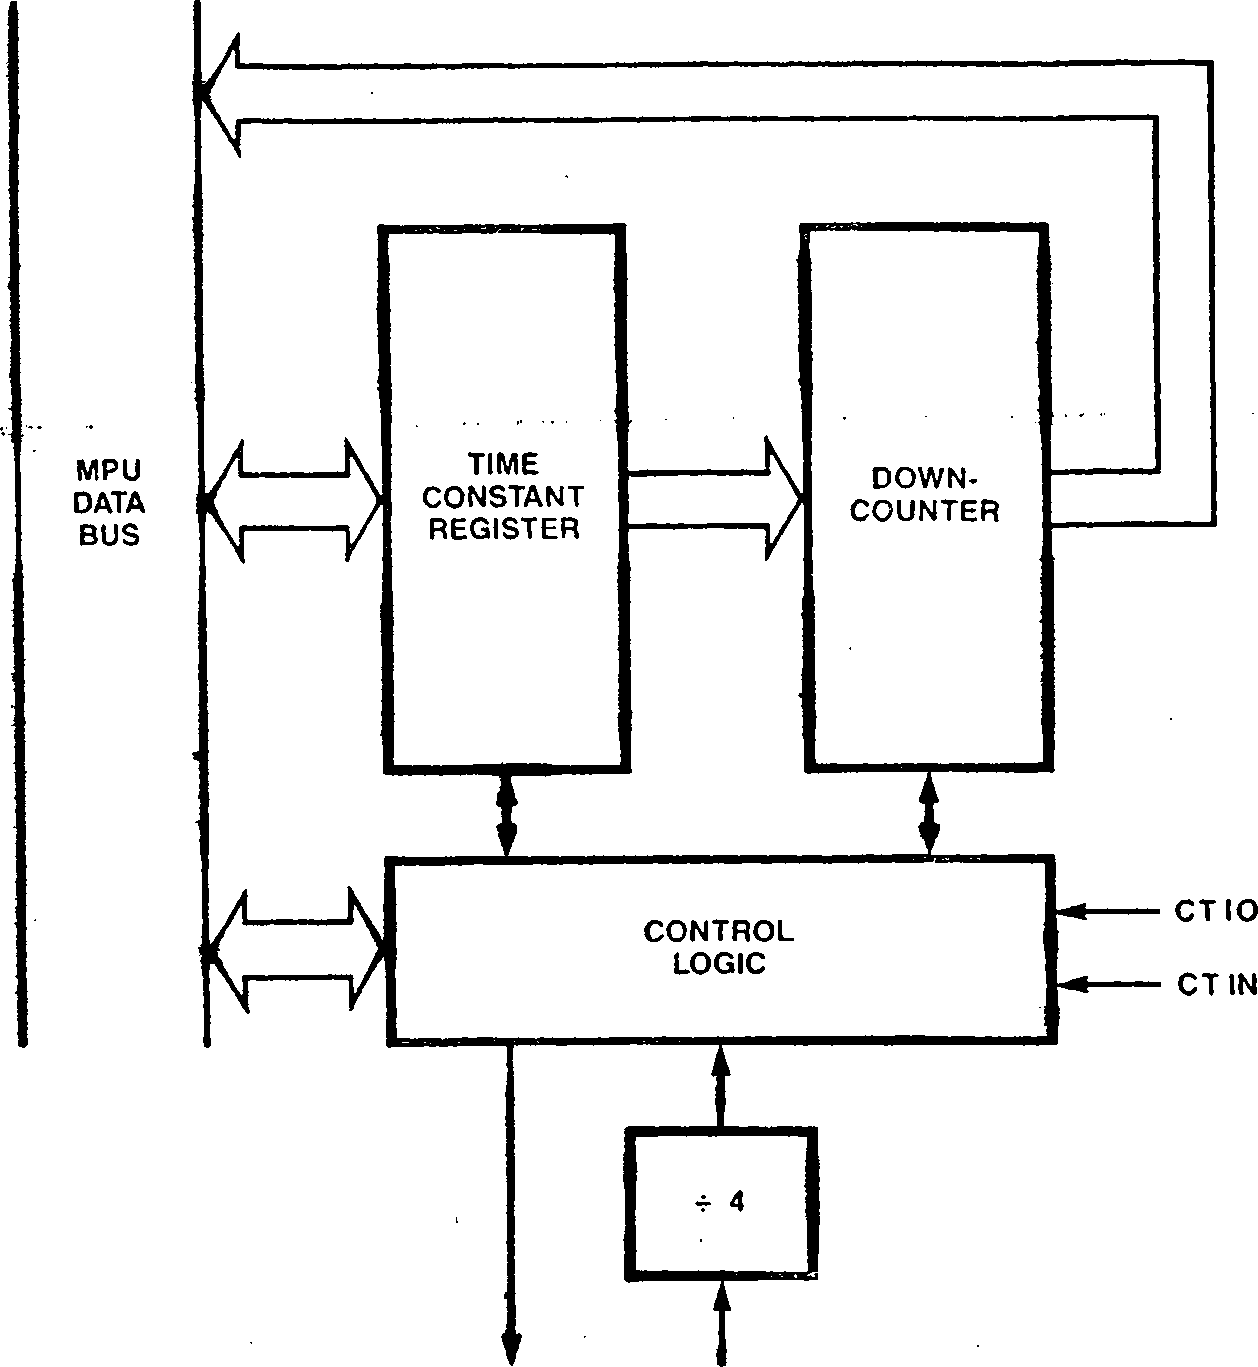 MPU
DATA
BUS
TIME
CONSTANT
REGISTER
DOWN-
COUNTER
CONTROL
LOGIC
CT IO
CT IN
÷ 4